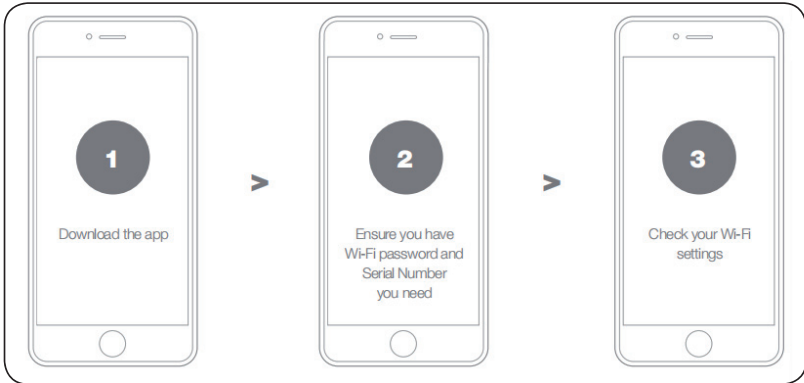 1
Download the app
>
2
Ensure you have
Wi-Fi password and
Serial Number
you need
>
3
Check your Wi-Fi
settings